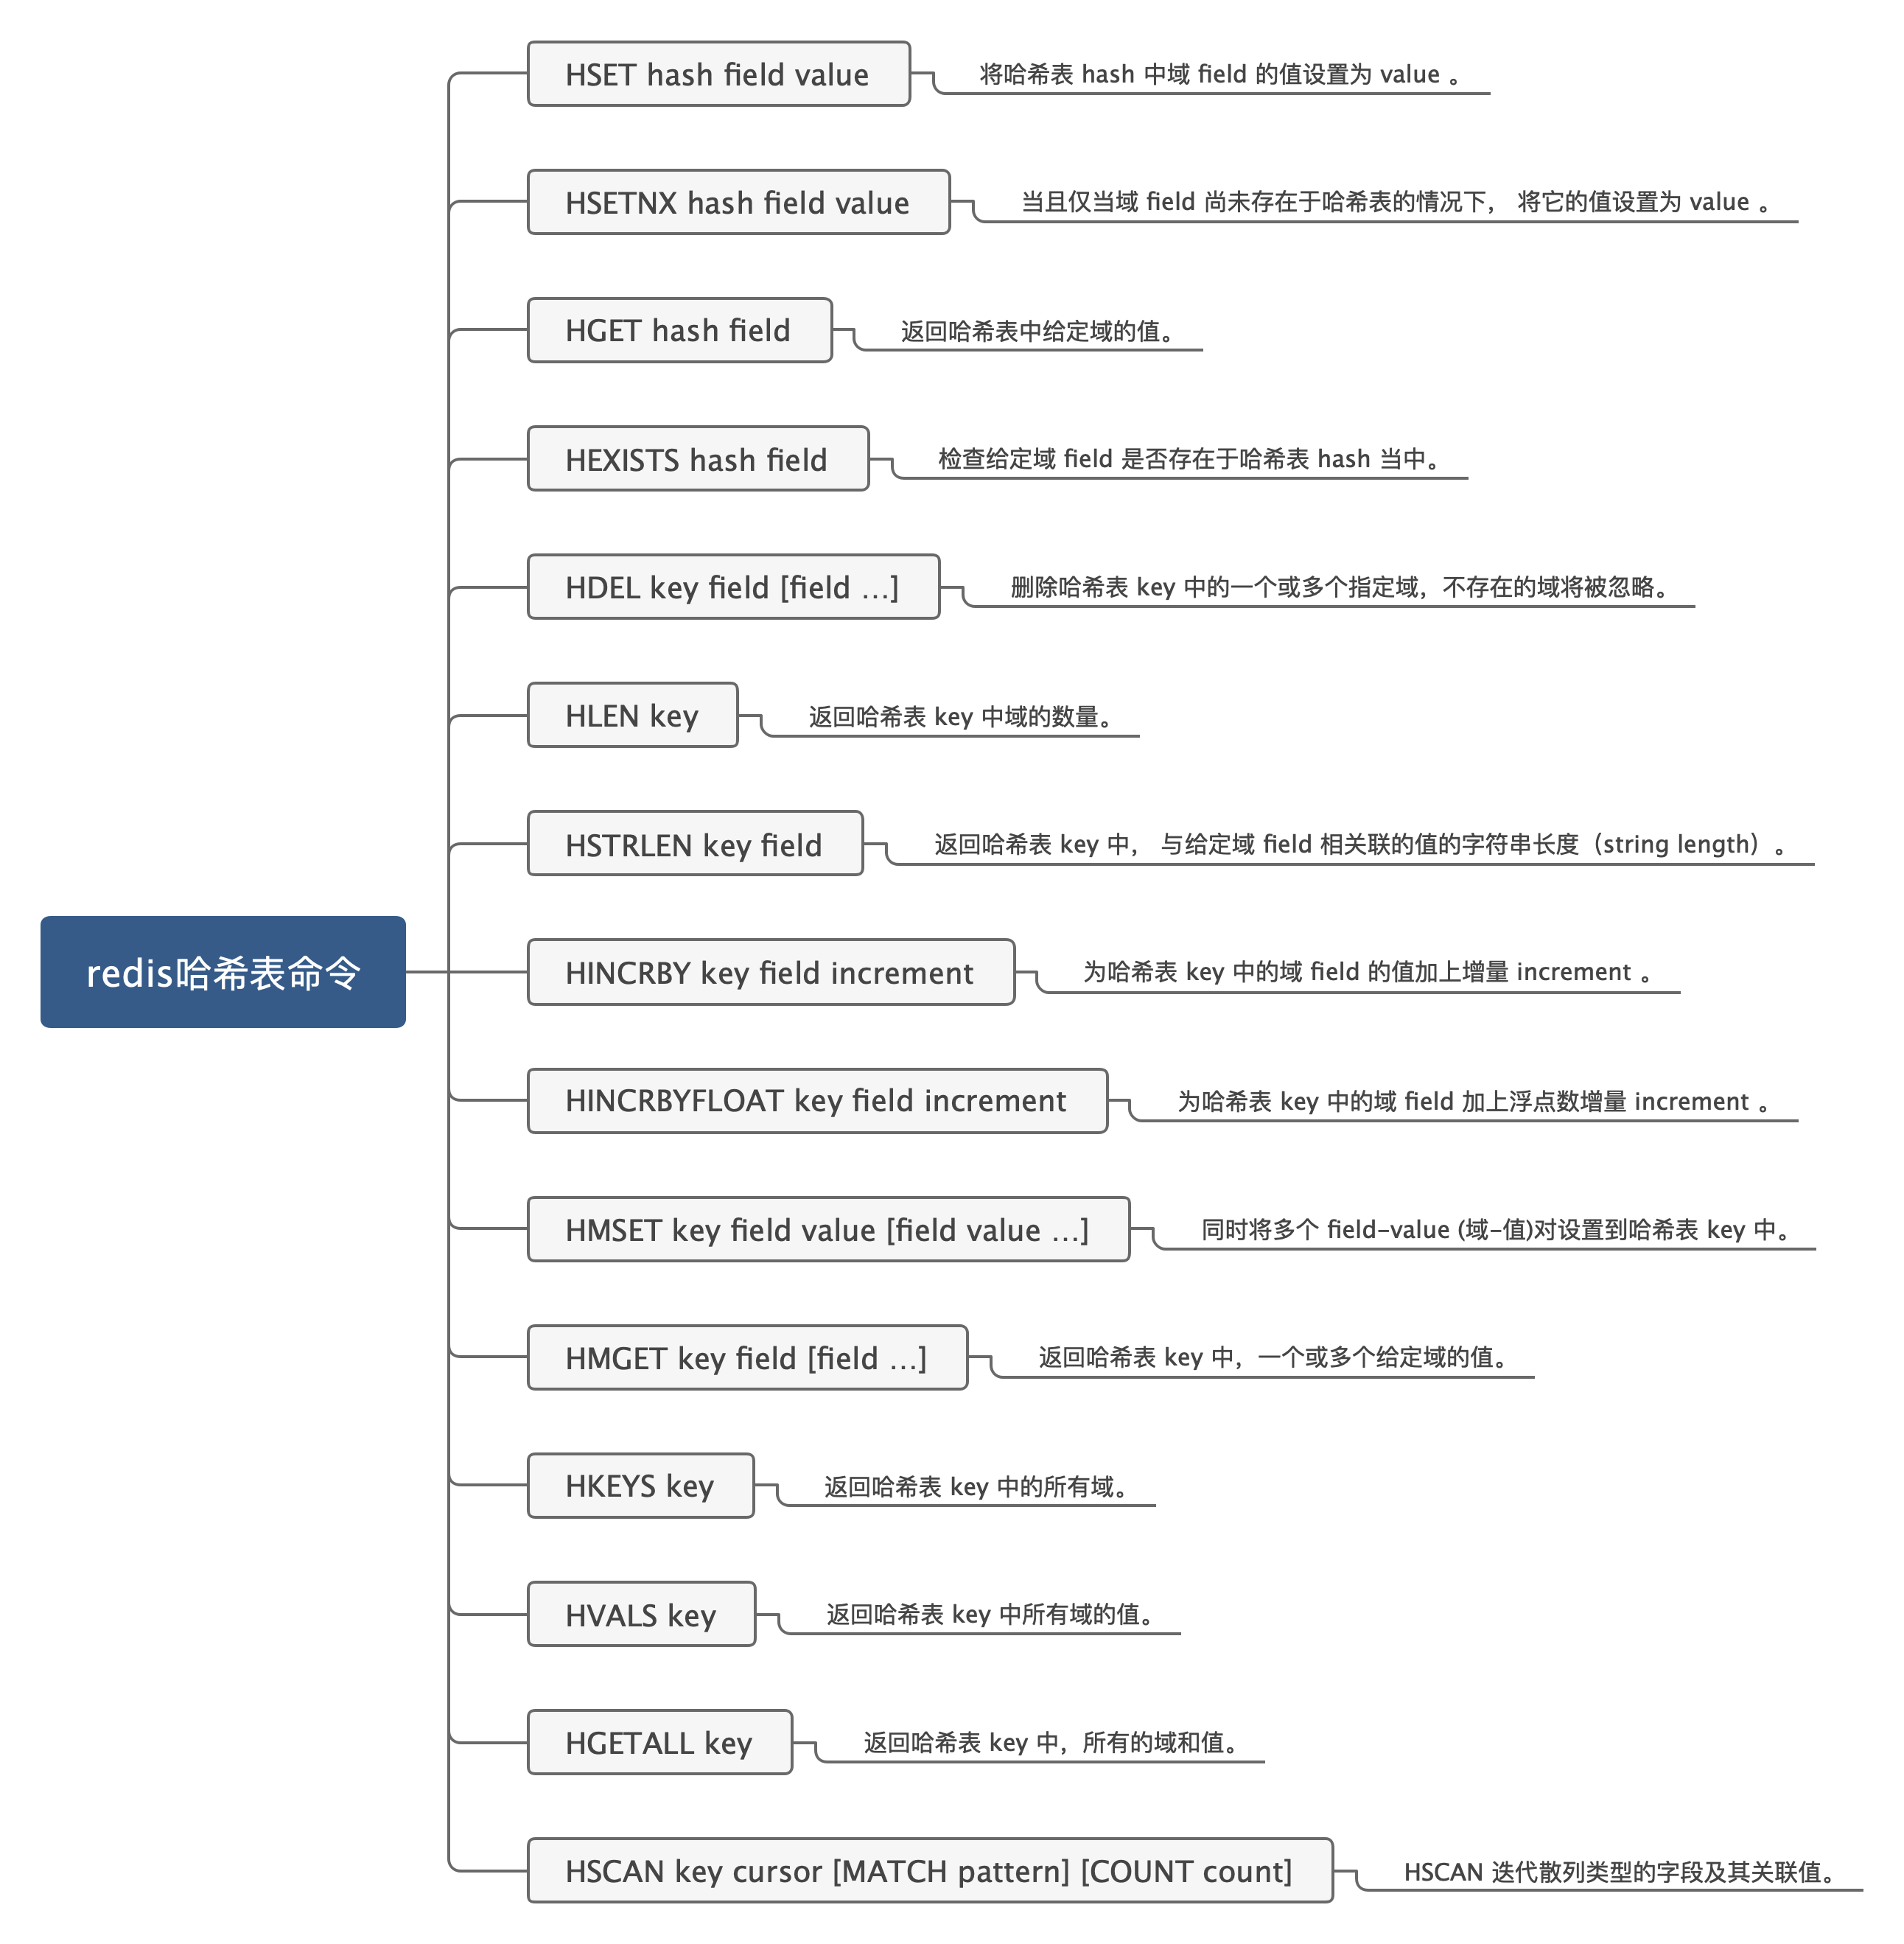 HSET hash field value
将哈希表 hash 中域 field 的值设置为 value 。
HSETNX hash field value
当且仅当域 field 尚未存在于哈希表的情况下， 将它的值设置为 value 。
HGET hash field
返回哈希表中给定域的值。
HEXISTS hash field
检查给定域 field 是否存在于哈希表 hash 当中。
HDEL key field [field …]
删除哈希表 key 中的一个或多个指定域，不存在的域将被忽略。
HLEN key
返回哈希表 key 中域的数量。
HSTRLEN key field
返回哈希表 key 中， 与给定域 field 相关联的值的字符串长度（string length）。
redis哈希表命令
HINCRBY key field increment
为哈希表 key 中的域 field 的值加上增量 increment 。
HINCRBYFLOAT key field increment
为哈希表 key 中的域 field 加上浮点数增量 increment 。
HMSET key field value [field value …]
同时将多个 field-value (域-值)对设置到哈希表 key 中。
HMGET key field [field …]
返回哈希表 key 中，一个或多个给定域的值。
HKEYS key
返回哈希表 key 中的所有域。
HVALS key
返回哈希表 key 中所有域的值。
HGETALL key
返回哈希表 key 中，所有的域和值。
HSCAN key cursor [MATCH pattern] [COUNT count]
HSCAN 迭代散列类型的字段及其关联值。